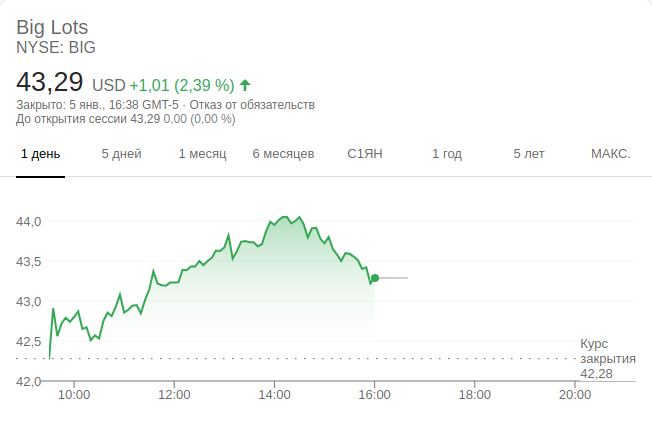 Big Lots
NYSE: BIG
43,29 USD +1,01 (2,39 %)
Закрыто: 5 янв., 16:38 GMT-5 · Отказ от обязательств
До открытия сессии 43,29 0,00 (0,00 %)
1 день 5 дней 1 месяц 6 месяцев С1ЯН 1 год 5 лет МАКС.
44,0
43,5
43,0
42,5
42,0
Курс
закрытия
42,28
10:00 12:00 14:00 16:00 18:00 20:00